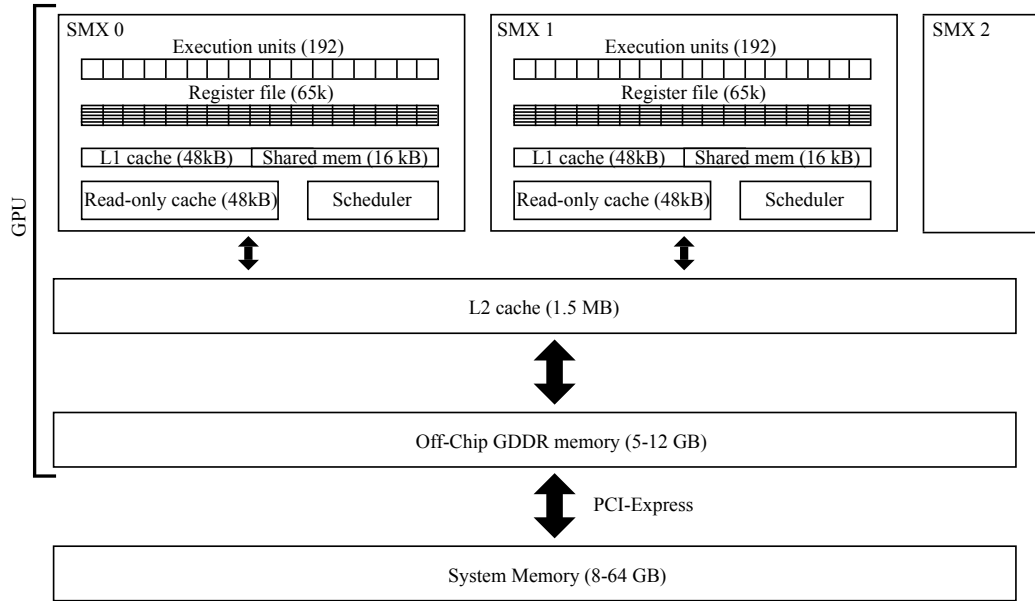 SMX 0
Execution units (192)
Register file (65k)
L1 cache (48kB)
Shared mem (16 kB)
Read-only cache (48kB)
Scheduler
SMX 1
Execution units (192)
Register file (65k)
L1 cache (48kB)
Shared mem (16 kB)
Read-only cache (48kB)
Scheduler
SMX 2
GPU
L2 cache (1.5 MB)
Off-Chip GDDR memory (5-12 GB)
PCI-Express
System Memory (8-64 GB)